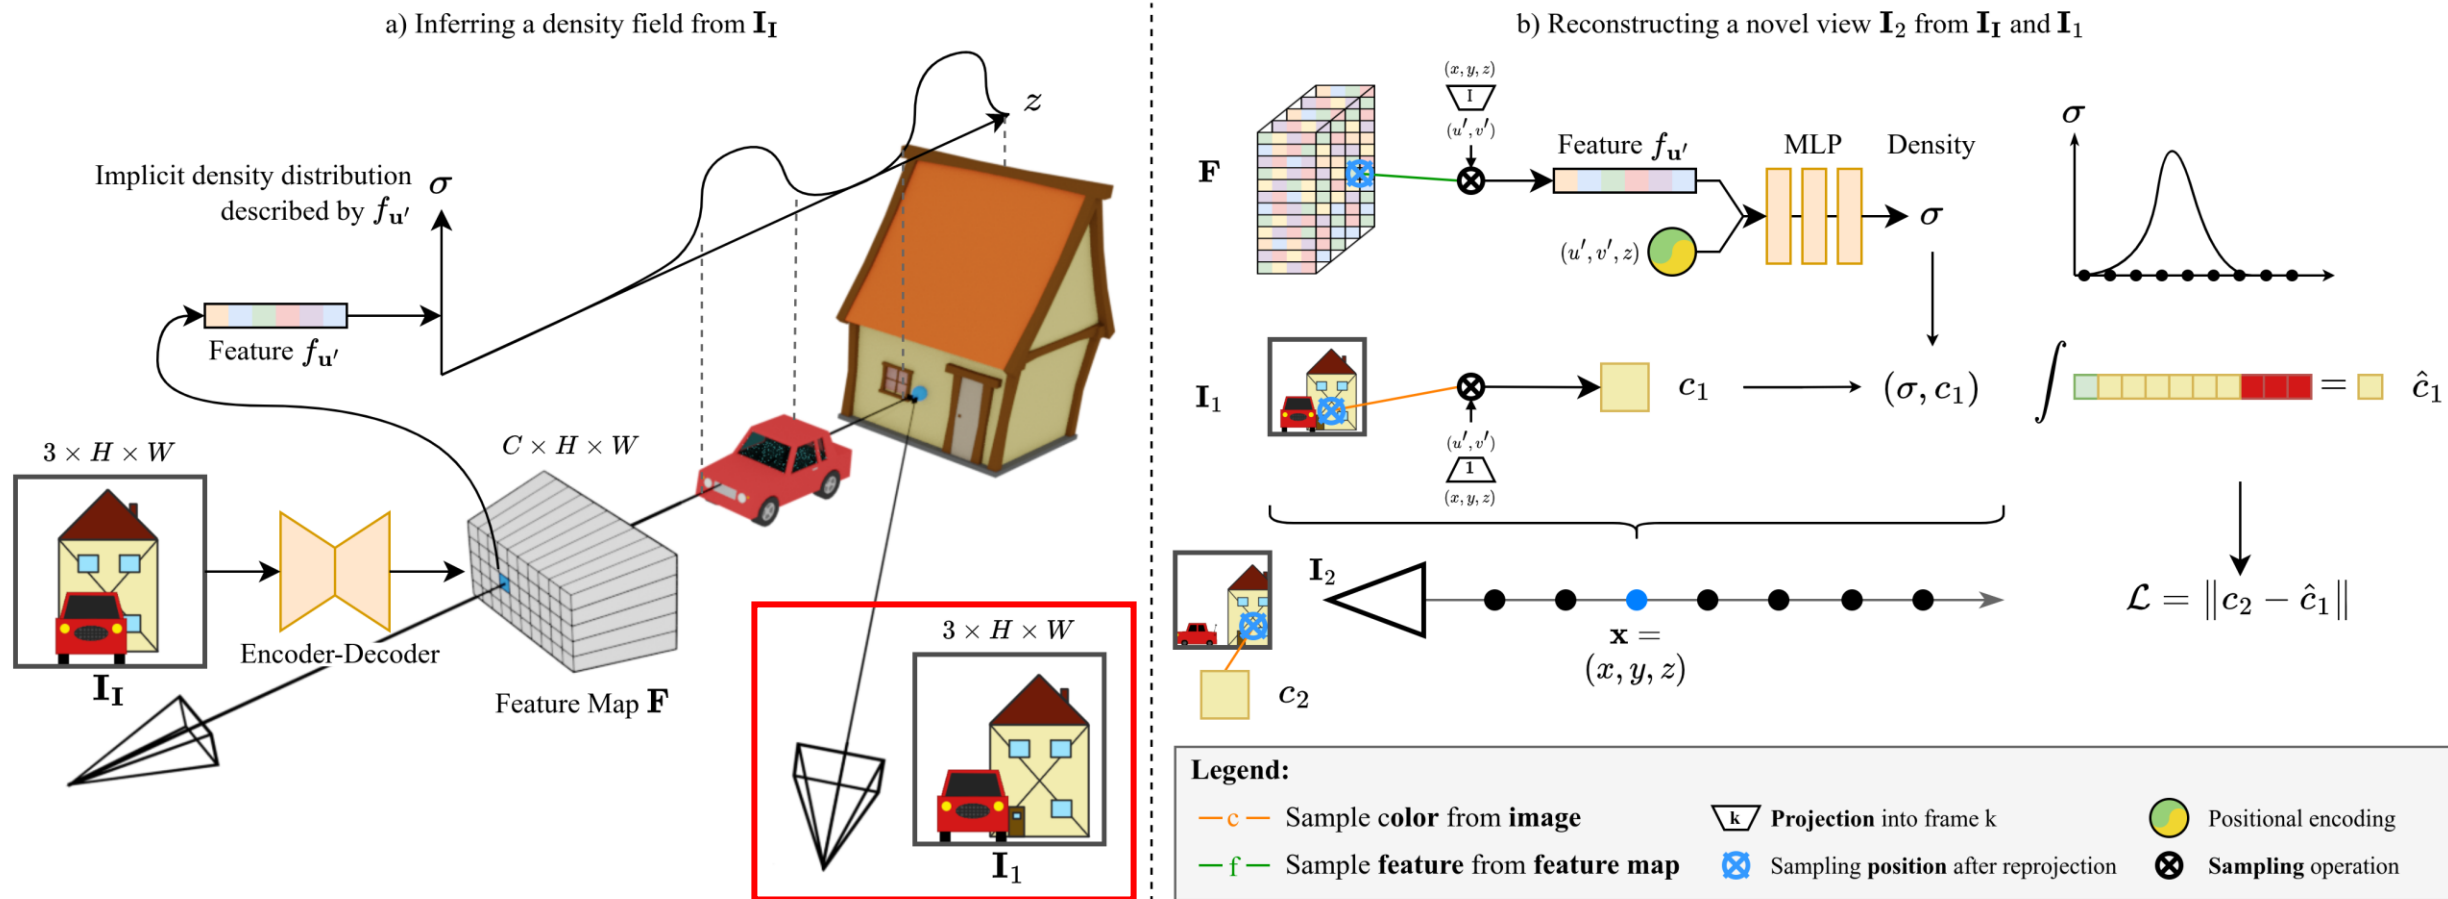 a) Inferring a density field from I_I
z
Implicit density distribution
described by f_u′
σ
Feature f_u′
3 × H × W
C × H × W
Encoder-Decoder
I_I
Feature Map F
3 × H × W
I_1
b) Reconstructing a novel view I_2 from I_I and I_1
(x, y, z)
I
(u′, v′)
F
Feature f_u′
MLP
Density
σ
(u′, v′, z)
σ
I_1
c_1
(σ, c_1)
∫ = ĉ_1
(u′, v′)
1
(x, y, z)
I_2
x =
(x, y, z)
c_2
ℒ = ‖c_2 − ĉ_1‖
Legend:
c Sample color from image
k Projection into frame k
Positional encoding
f Sample feature from feature map
Sampling position after reprojection
Sampling operation